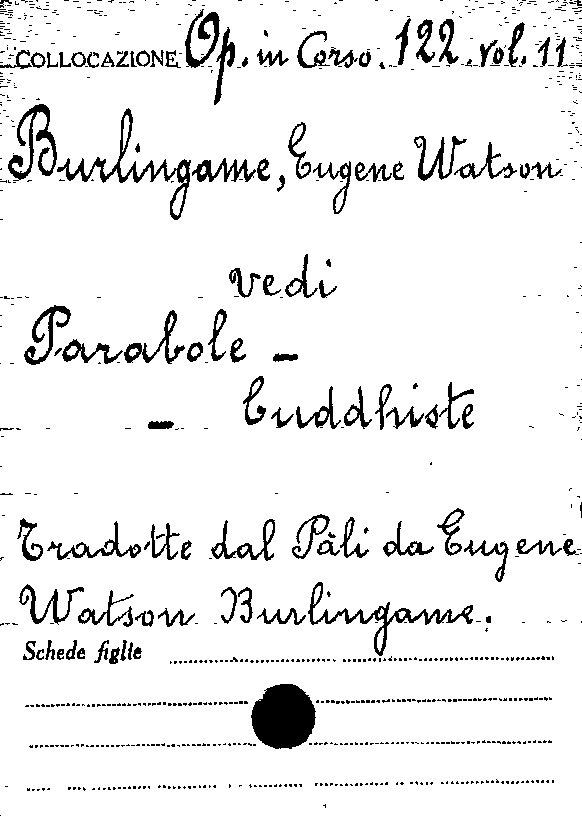 COLLOCAZIONE Op. in Corso. 122. vol. 11
Burlingame, Eugene Watson
vedi
Parabole -
- buddhiste
Tradotte dal Pâli da Eugene
Watson Burlingame.
Schede figlie